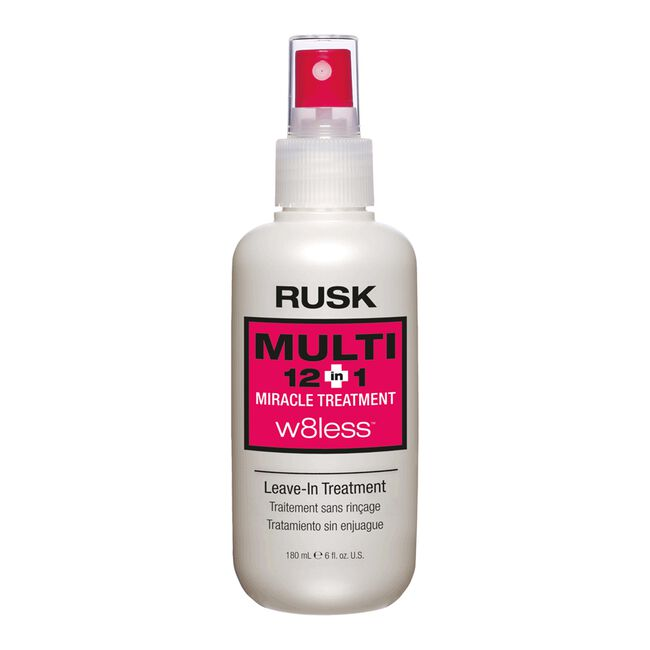 RUSK
MULTI
12 in 1
MIRACLE TREATMENT
w8less™
Leave-In Treatment
Traitement sans rinçage
Tratamiento sin enjuague
180 mL ℮ 6 fl. oz. U.S.